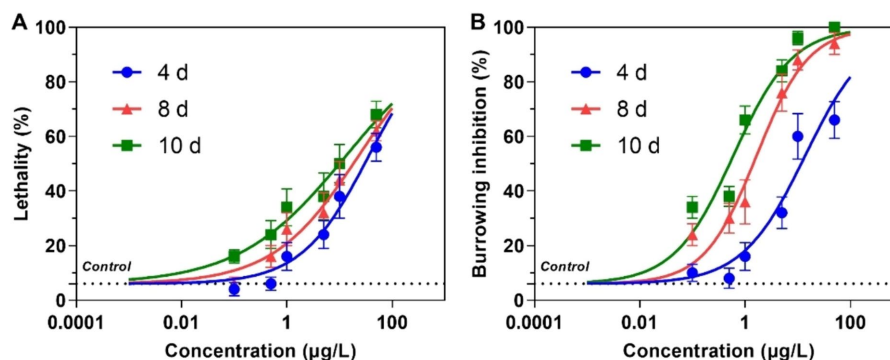 A
Lethality (%)
100
80
60
40
20
0
4 d
8 d
10 d
Control
0.0001
0.01
1
100
Concentration (µg/L)
B
Burrowing inhibition (%)
100
80
60
40
20
0
4 d
8 d
10 d
Control
0.0001
0.01
1
100
Concentration (µg/L)